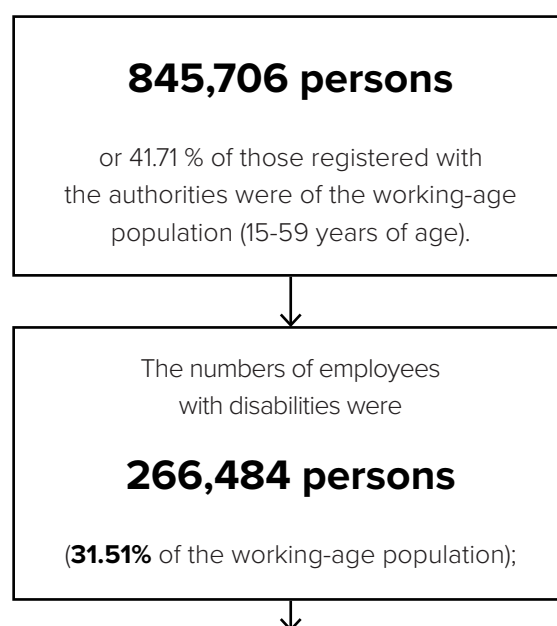 845,706 persons
or 41.71 % of those registered with
the authorities were of the working-age
population (15-59 years of age).
The numbers of employees
with disabilities were
266,484 persons
(31.51% of the working-age population);